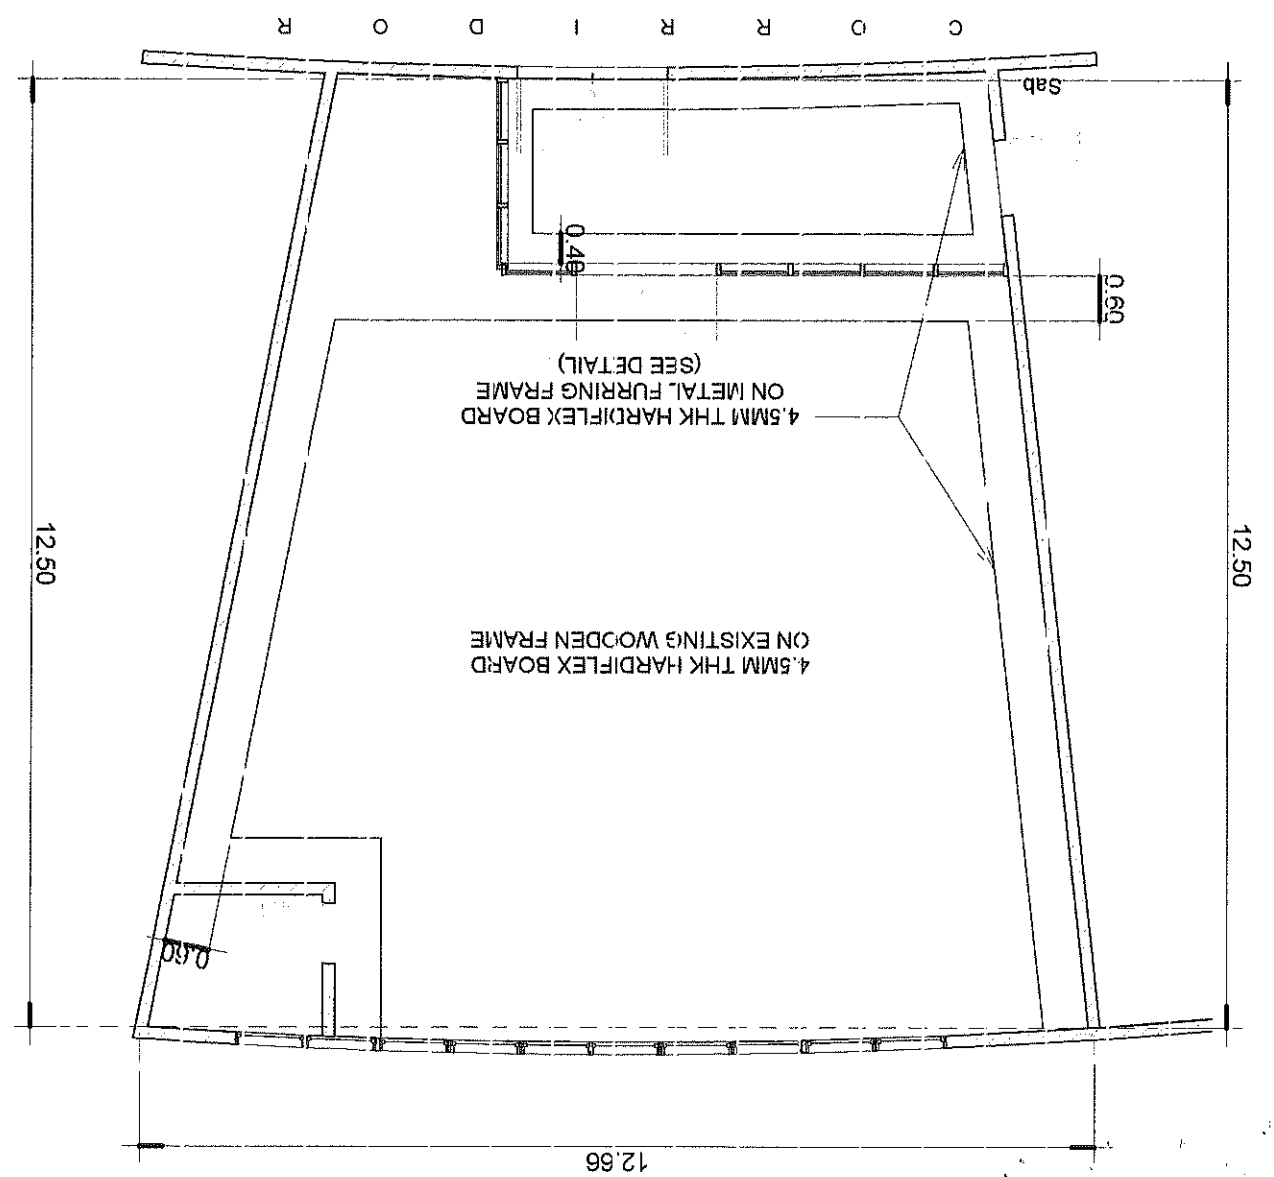 12.66
0.60
4.5MM THK HARDIFLEX BOARD
ON EXISTING WOODEN FRAME
12.50
12.50
4.5MM THK HARDIFLEX BOARD
ON METAL FURRING FRAME
(SEE DETAIL)
0.60
0.40
Sab
CORRIDOR